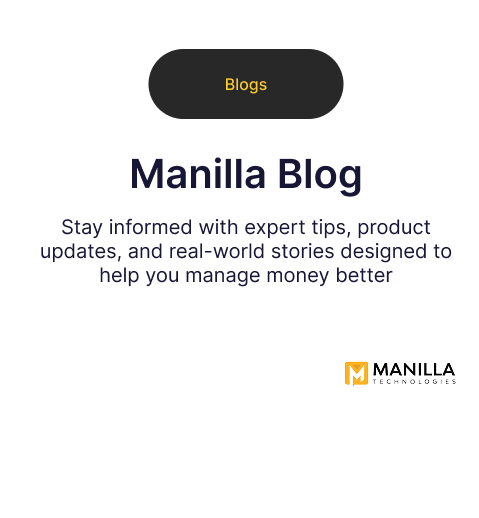 Blogs
Manilla Blog
Stay informed with expert tips, product
updates, and real-world stories designed to
help you manage money better
MANILLA
TECHNOLOGIES